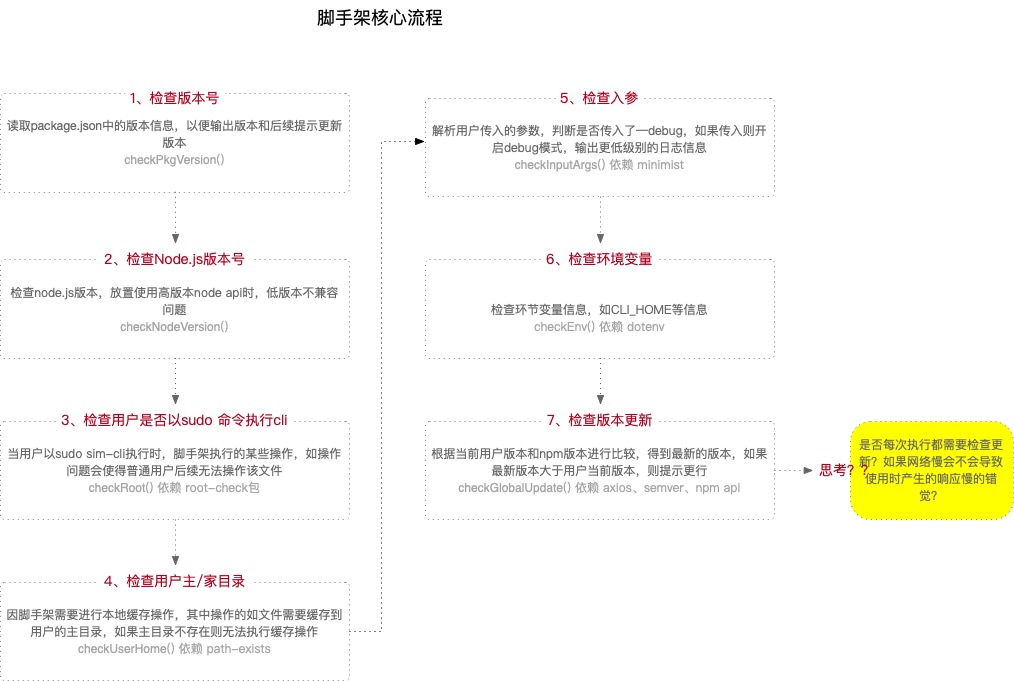 脚手架核心流程
1、检查版本号
读取package.json中的版本信息，以便输出版本和后续提示更新
版本
checkPkgVersion()
2、检查Node.js版本号
检查node.js版本，放置使用高版本node api时，低版本不兼容
问题
checkNodeVersion()
3、检查用户是否以sudo 命令执行cli
当用户以sudo sim-cli执行时，脚手架执行的某些操作，如操作
问题会使得普通用户后续无法操作该文件
checkRoot() 依赖 root-check包
4、检查用户主/家目录
因脚手架需要进行本地缓存操作，其中操作的如文件需要缓存到
用户的主目录，如果主目录不存在则无法执行缓存操作
checkUserHome() 依赖 path-exists
5、检查入参
解析用户传入的参数，判断是否传入了—debug，如果传入则开
启debug模式，输出更低级别的日志信息
checkInputArgs() 依赖 minimist
6、检查环境变量
检查环节变量信息，如CLI_HOME等信息
checkEnv() 依赖 dotenv
7、检查版本更新
根据当前用户版本和npm版本进行比较，得到最新的版本，如果
最新版本大于用户当前版本，则提示更行
checkGlobalUpdate() 依赖 axios、semver、npm api
思考？？
是否每次执行都需要检查更
新？如果网络慢会不会导致
使用时产生的响应慢的错
觉？